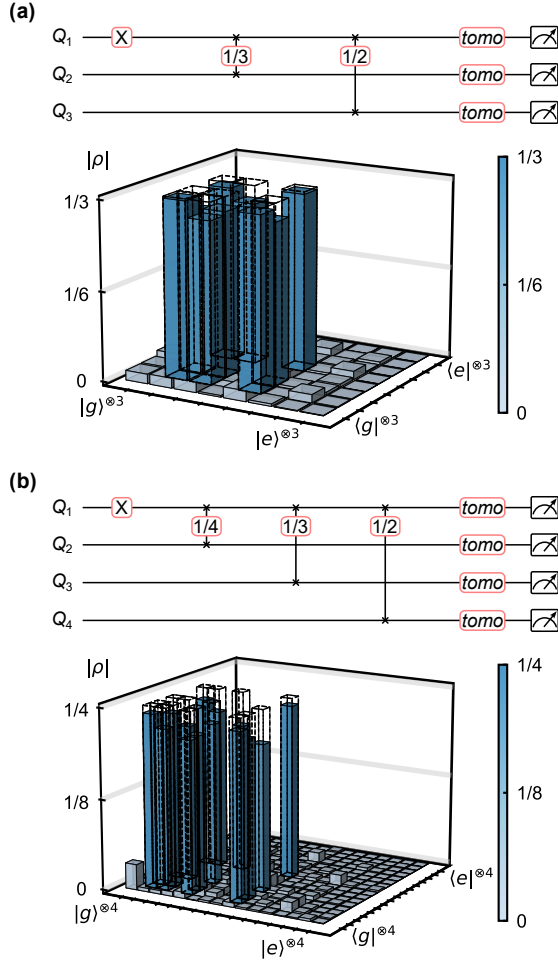 (a)
Q₁ X tomo
1/3 1/2
Q₂ tomo
Q₃ tomo
|ρ|
1/3 1/3
1/6 1/6
0 0
|g⟩⊗3 |e⟩⊗3 ⟨g|⊗3 ⟨e|⊗3
(b)
Q₁ X tomo
1/4 1/3 1/2
Q₂ tomo
Q₃ tomo
Q₄ tomo
|ρ|
1/4 1/4
1/8 1/8
0 0
|g⟩⊗4 |e⟩⊗4 ⟨g|⊗4 ⟨e|⊗4